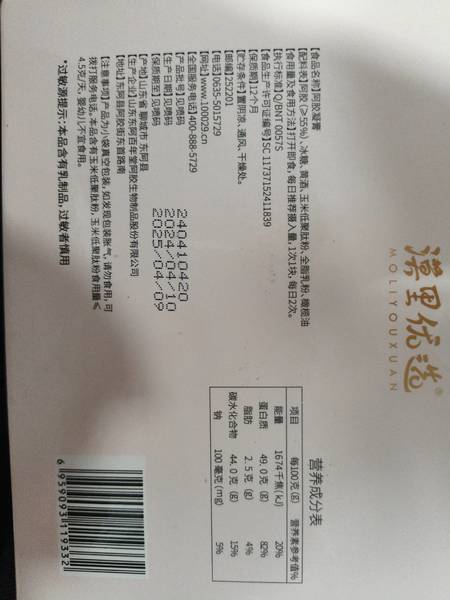 漠里优选
MOLIYOUXUAN
【食品名称】阿胶凝膏
【配料表】阿胶(≥55%)、冰糖、黄酒、玉米低聚肽粉、全脂乳粉、橄榄油
【食用量及食用方法】打开即食,每日推荐摄入量,1次1块,每日2次。
【执行标准】Q/BNT 0057S
【食品生产许可证编号】SC 11737152411839
【保质期】12个月
【贮存条件】置阴凉、通风、干燥处。
【邮编】252201
【电话】0635-5015729
【网址】www.100029.cn
【全国服务电话】400-888-5729
【产品批号】见喷码 240410420
【生产日期】见喷码 2024/04/10
保质期至】见喷码 2025/04/09
【产地】山东省 聊城市 东阿县
【生产企业】山东东阿百年堂阿胶生物制品股份有限公司
【地址】东阿县阿胶街东首路南
【注意事项】产品为小袋真空包装,如发现包装胀气,请勿食用,可
拨打服务电话。本品含有玉米低聚肽粉,玉米低聚肽粉食用量≤
4.5克/天,婴幼儿不宜食用。
*过敏源提示:本品含有乳制品,过敏者慎用
营养成分表
项目 每100克(g) 营养素参考值%
能量 1674千焦(kJ) 20%
蛋白质 49.0克 (g) 82%
脂肪 2.5克 (g) 4%
碳水化合物 44.0克 (g) 15%
钠 100毫克(mg) 5%
6 939093 119332